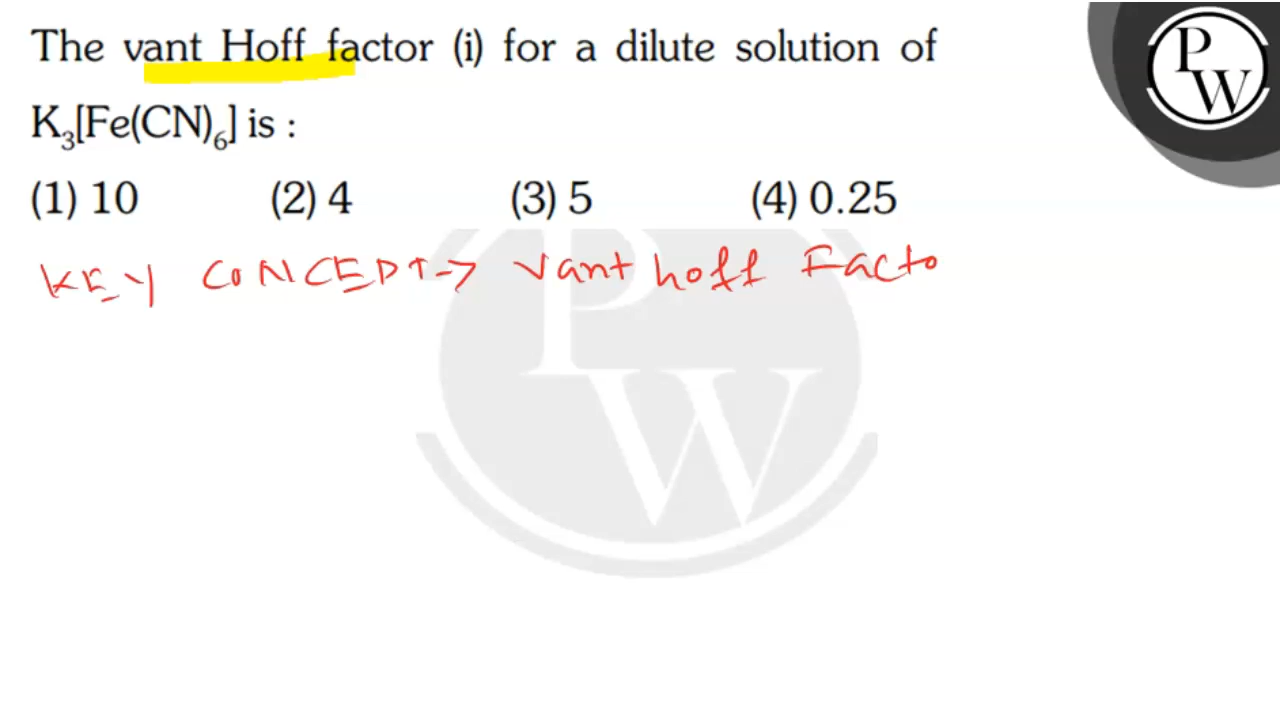 The vant Hoff factor (i) for a dilute solution of
K₃[Fe(CN)₆] is :
(1) 10 (2) 4 (3) 5 (4) 0.25
KEY CONCEPT -> Vant hoff Facto
P
W
P
W